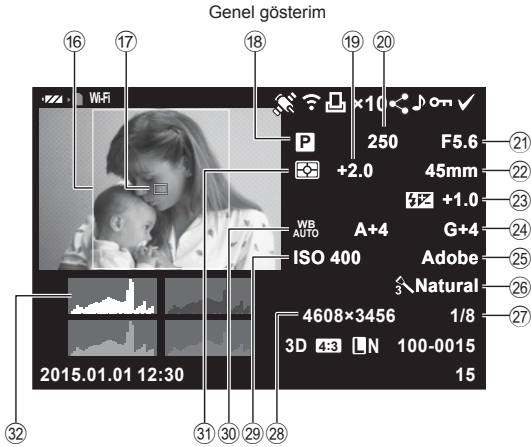 Genel gösterim
16 17 18 19 20
Wi-Fi ×10
P 250 F5.6 21
+2.0 45mm 22
+1.0 23
WB AUTO A+4 G+4 24
ISO 400 Adobe 25
3 Natural 26
4608×3456 1/8 27
3D 4:3 L N 100-0015
2015.01.01 12:30 15
32 31 30 29 28